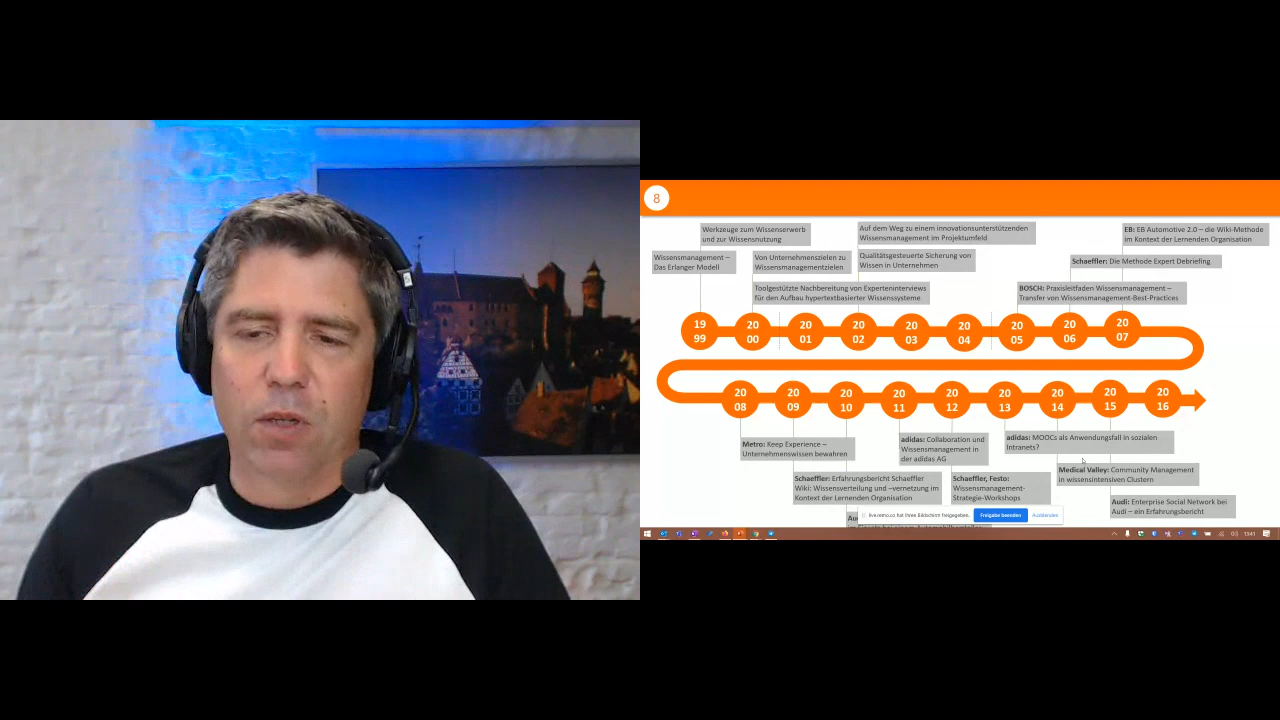 8
Werkzeuge zum Wissenserwerb
und zur Wissensnutzung
Auf dem Weg zu einem innovationsunterstützenden
Wissensmanagement im Projektumfeld
EB: EB Automotive 2.0 – die Wiki-Methode
im Kontext der Lernenden Organisation
Wissensmanagement –
Das Erlanger Modell
Von Unternehmenszielen zu
Wissensmanagementzielen
Qualitätsgesteuerte Sicherung von
Wissen in Unternehmen
Schaeffler: Die Methode Expert Debriefing
Toolgestützte Nachbereitung von Experteninterviews
für den Aufbau hypertextbasierter Wissenssysteme
BOSCH: Praxisleitfaden Wissensmanagement –
Transfer von Wissensmanagement-Best-Practices
19
99
20
00
20
01
20
02
20
03
20
04
20
05
20
06
20
07
20
08
20
09
20
10
20
11
20
12
20
13
20
14
20
15
20
16
Metro: Keep Experience –
Unternehmenswissen bewahren
adidas: Collaboration und
Wissensmanagement in
der adidas AG
adidas: MOOCs als Anwendungsfall in sozialen
Intranets?
Schaeffler: Erfahrungsbericht Schaeffler
Wiki: Wissensverteilung und –vernetzung im
Kontext der Lernenden Organisation
Schaeffler, Festo:
Wissensmanagement-
Strategie-Workshops
Medical Valley: Community Management
in wissensintensiven Clustern
Audi: Enterprise Social Network bei
Audi – ein Erfahrungsbericht
Au
live.remo.co hat Ihren Bildschirm freigegeben.
Freigabe beenden
Ausblenden